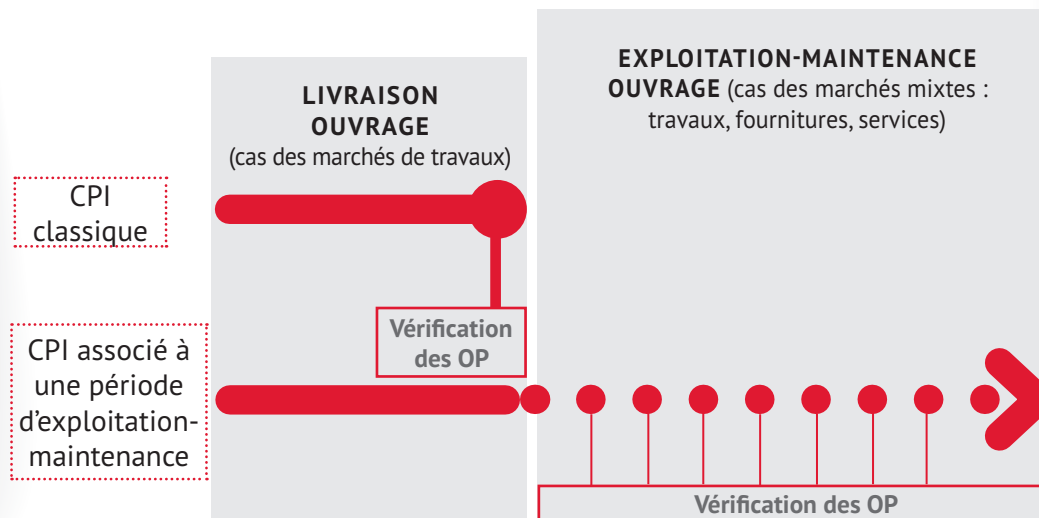 LIVRAISON
OUVRAGE
(cas des marchés de travaux)
EXPLOITATION-MAINTENANCE
OUVRAGE (cas des marchés mixtes :
travaux, fournitures, services)
CPI
classique
Vérification
des OP
CPI associé à
une période
d’exploitation-
maintenance
Vérification des OP